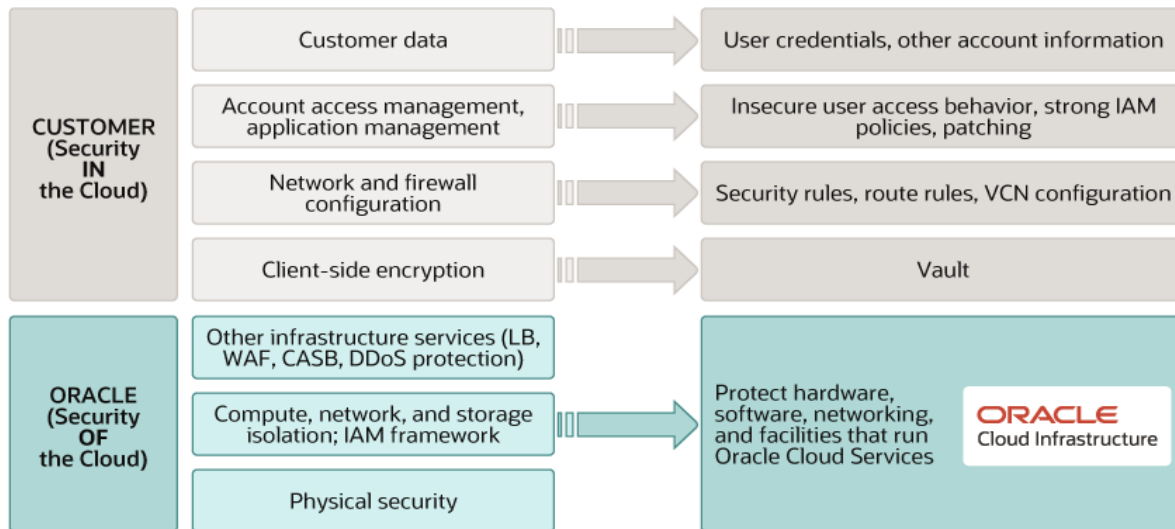 CUSTOMER
(Security
IN
the Cloud)
Customer data
User credentials, other account information
Account access management,
application management
Insecure user access behavior, strong IAM
policies, patching
Network and firewall
configuration
Security rules, route rules, VCN configuration
Client-side encryption
Vault
ORACLE
(Security
OF
the Cloud)
Other infrastructure services (LB,
WAF, CASB, DDoS protection)
Compute, network, and storage
isolation; IAM framework
Physical security
Protect hardware,
software, networking,
and facilities that run
Oracle Cloud Services
ORACLE
Cloud Infrastructure